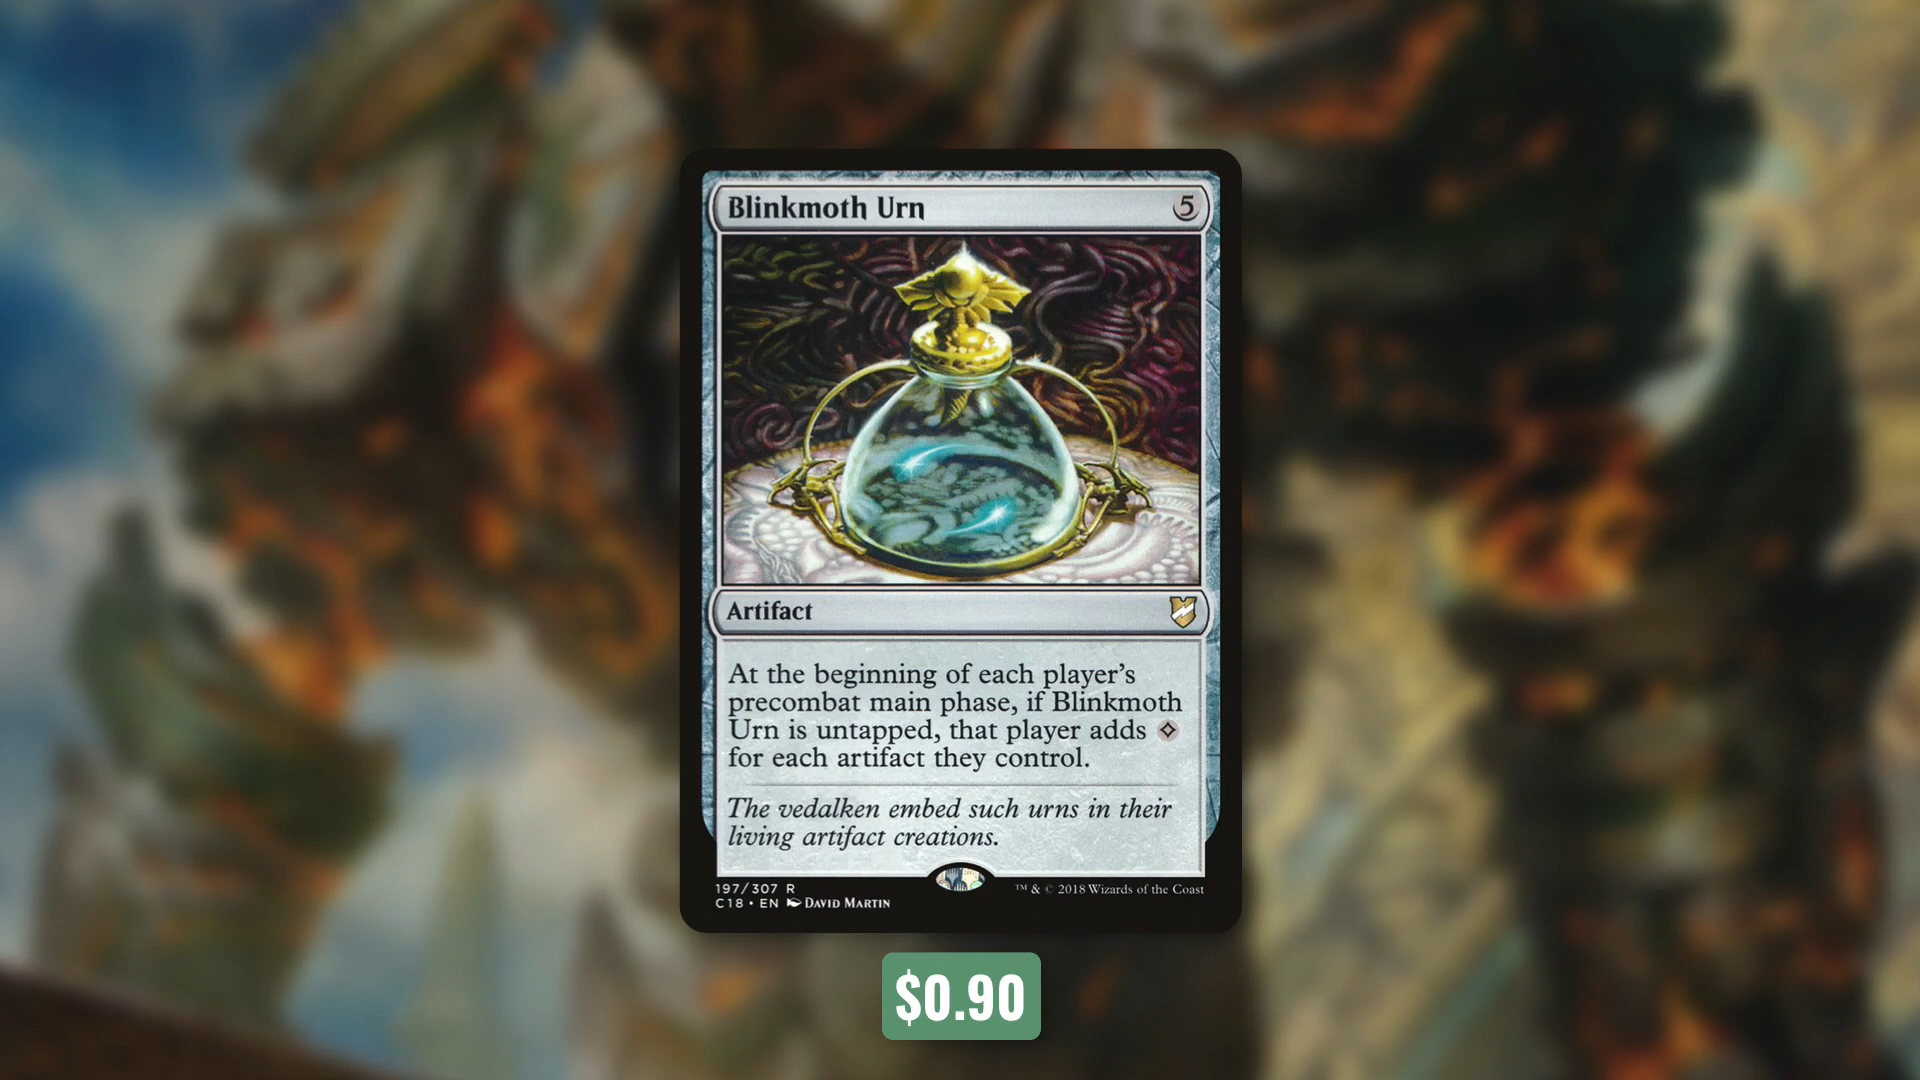 Blinkmoth Urn 5
Artifact
At the beginning of each player's
precombat main phase, if Blinkmoth
Urn is untapped, that player adds
for each artifact they control.
The vedalken embed such urns in their
living artifact creations.
197/307 R
™ & © 2018 Wizards of the Coast
C18 • EN DAVID MARTIN
$0.90